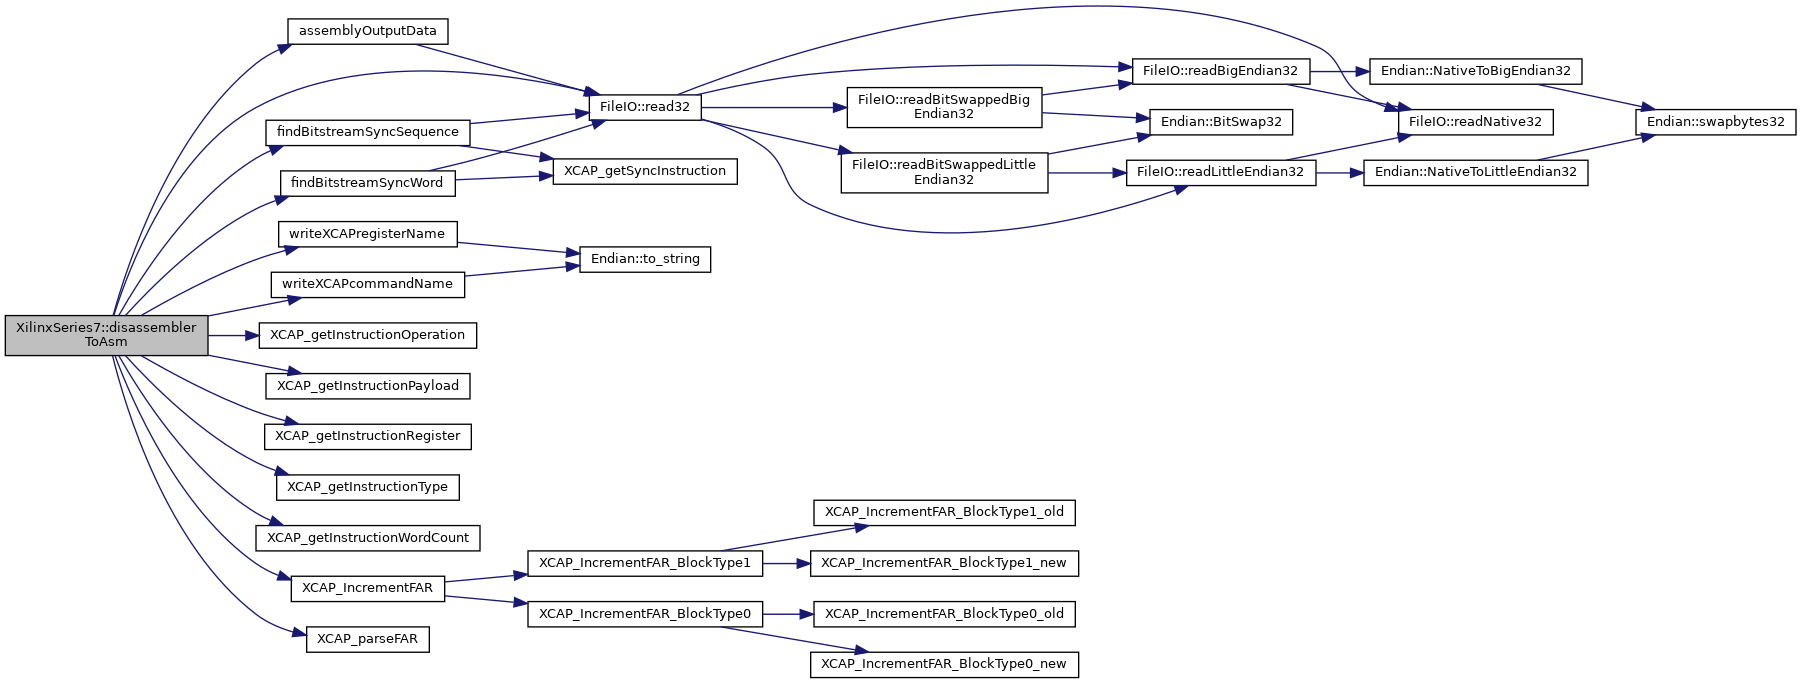 XilinxSeries7::disassembler
ToAsm
assemblyOutputData
findBitstreamSyncSequence
findBitstreamSyncWord
writeXCAPregisterName
writeXCAPcommandName
XCAP_getInstructionOperation
XCAP_getInstructionPayload
XCAP_getInstructionRegister
XCAP_getInstructionType
XCAP_getInstructionWordCount
XCAP_IncrementFAR
XCAP_parseFAR
FileIO::read32
XCAP_getSyncInstruction
Endian::to_string
XCAP_IncrementFAR_BlockType1
XCAP_IncrementFAR_BlockType0
FileIO::readBitSwappedBig
Endian32
FileIO::readBitSwappedLittle
Endian32
XCAP_IncrementFAR_BlockType1_old
XCAP_IncrementFAR_BlockType1_new
XCAP_IncrementFAR_BlockType0_old
XCAP_IncrementFAR_BlockType0_new
FileIO::readBigEndian32
Endian::BitSwap32
FileIO::readLittleEndian32
Endian::NativeToBigEndian32
FileIO::readNative32
Endian::NativeToLittleEndian32
Endian::swapbytes32